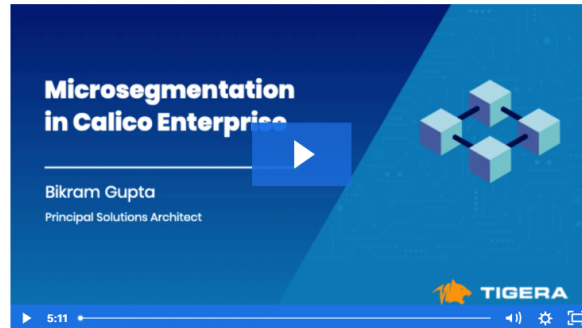 Microsegmentation
in Calico Enterprise
Bikram Gupta
Principal Solutions Architect
TIGERA
5:11